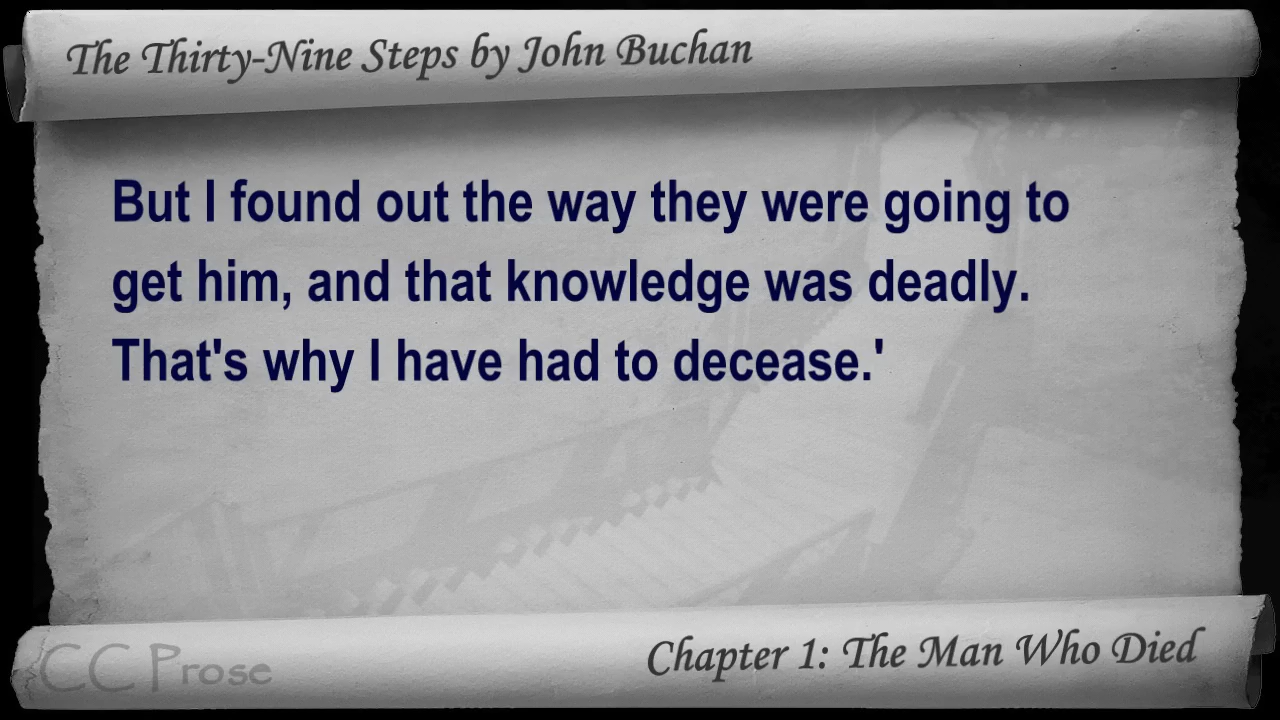 The Thirty-Nine Steps by John Buchan
But I found out the way they were going to
get him, and that knowledge was deadly.
That's why I have had to decease.'
CC Prose
Chapter 1: The Man Who Died